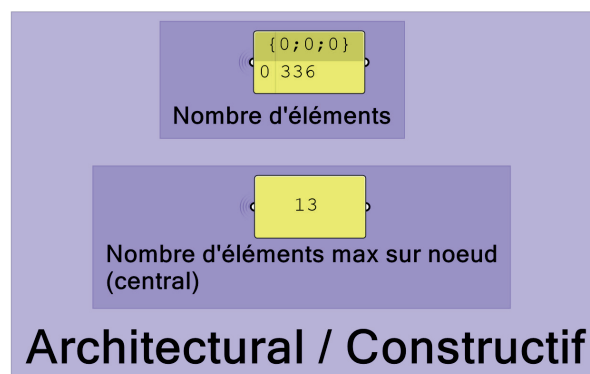 {0;0;0}
0 336
Nombre d'éléments
13
Nombre d'éléments max sur noeud
(central)
Architectural / Constructif